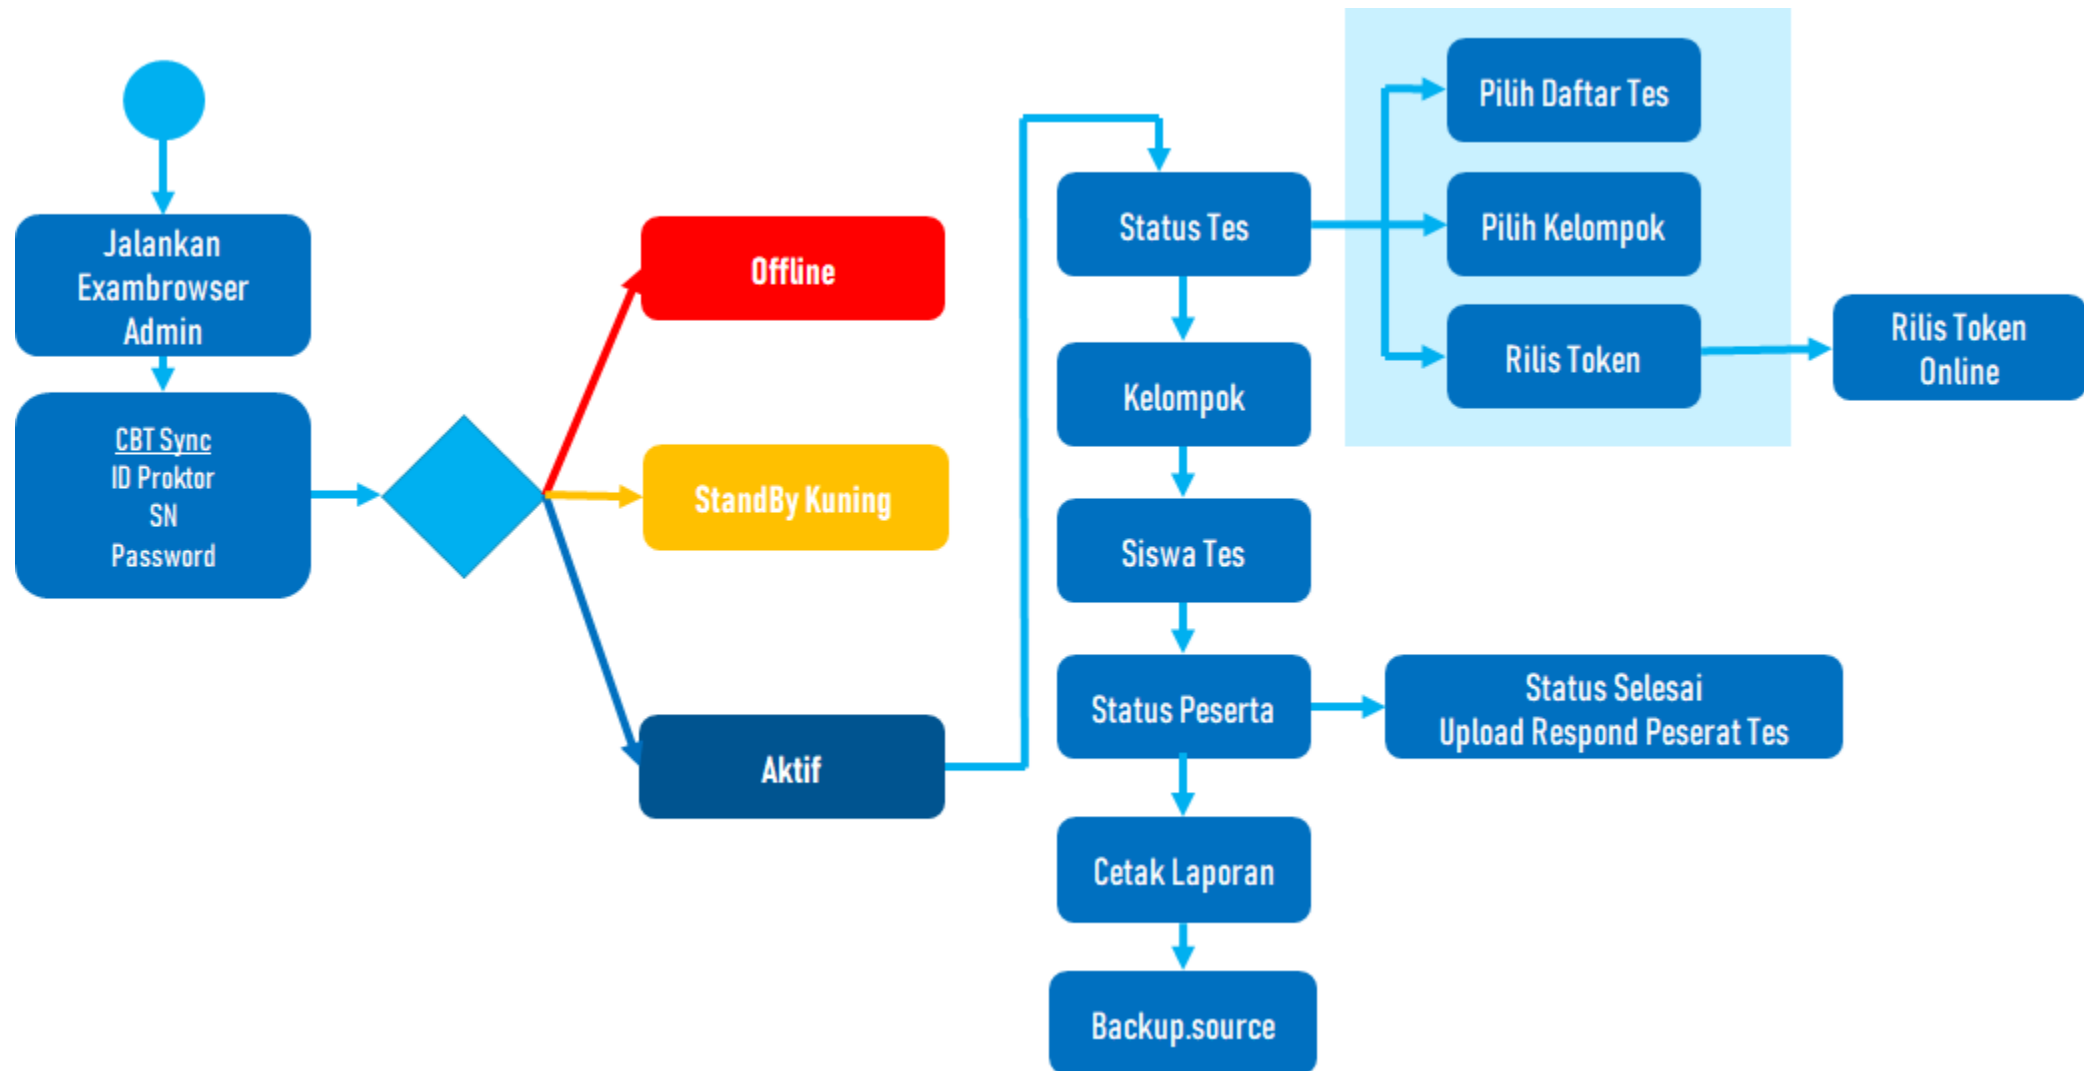 Jalankan
Exambrowser
Admin
CBT Sync
ID Proktor
SN
Password
Offline
StandBy Kuning
Aktif
Status Tes
Kelompok
Siswa Tes
Status Peserta
Cetak Laporan
Backup.source
Pilih Daftar Tes
Pilih Kelompok
Rilis Token
Rilis Token
Online
Status Selesai
Upload Respond Peserat Tes